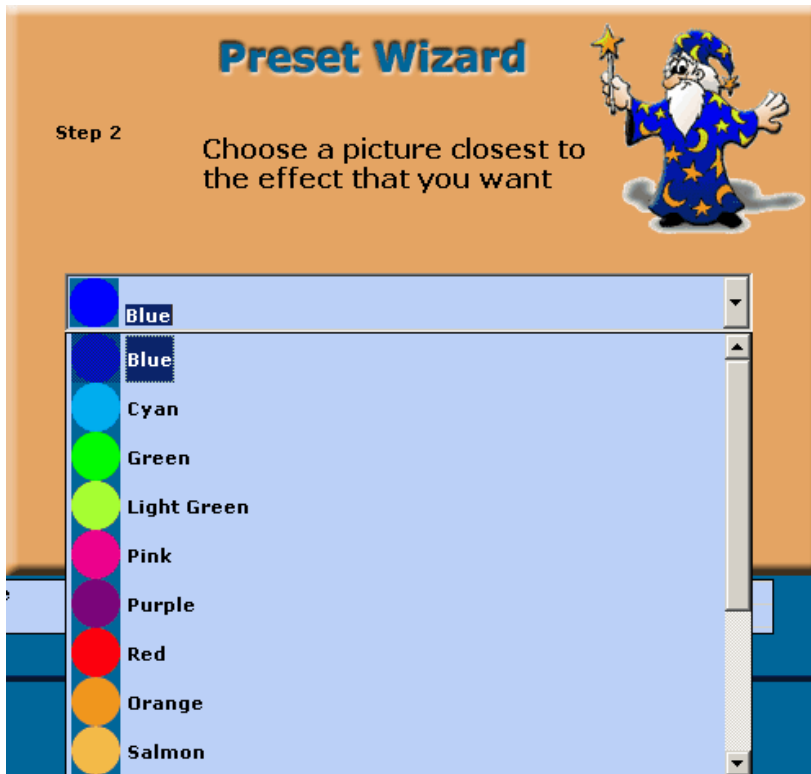 Preset Wizard
Step 2
Choose a picture closest to
the effect that you want
Blue
Blue
Cyan
Green
Light Green
Pink
Purple
Red
Orange
Salmon